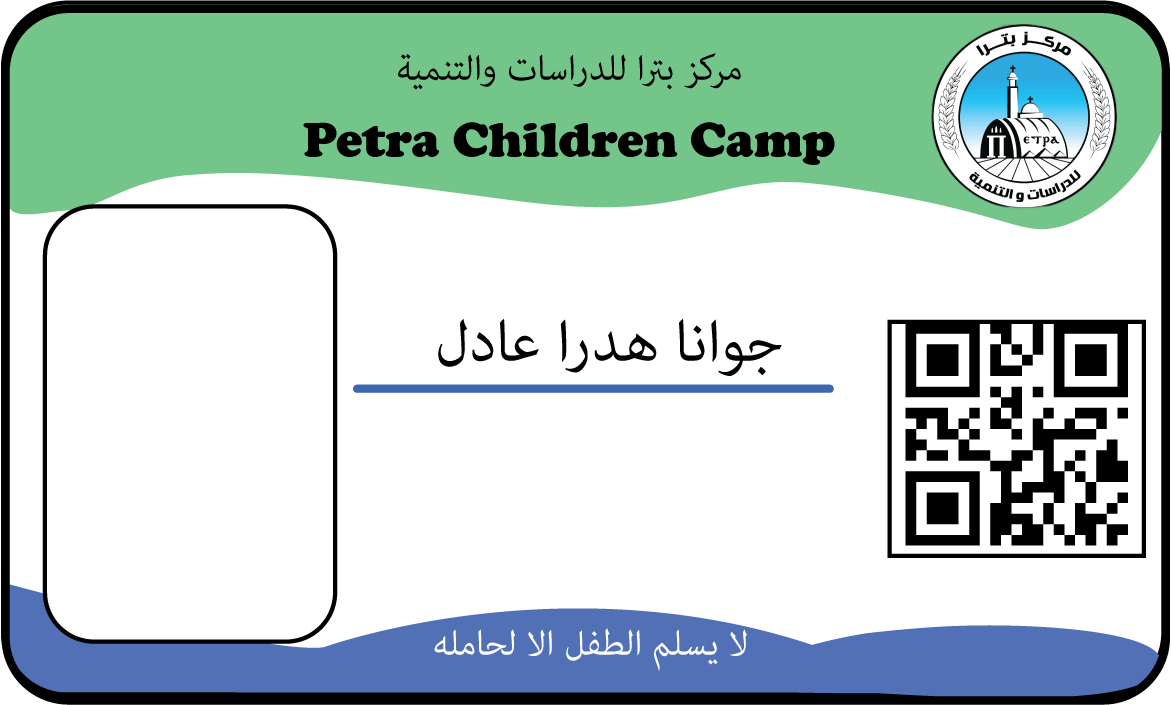 مركز بترا للدراسات والتنمية
Petra Children Camp
مركز بترا
ETPA
للدراسات و التنمية
جوانا هدرا عادل
لا يسلم الطفل الا لحامله